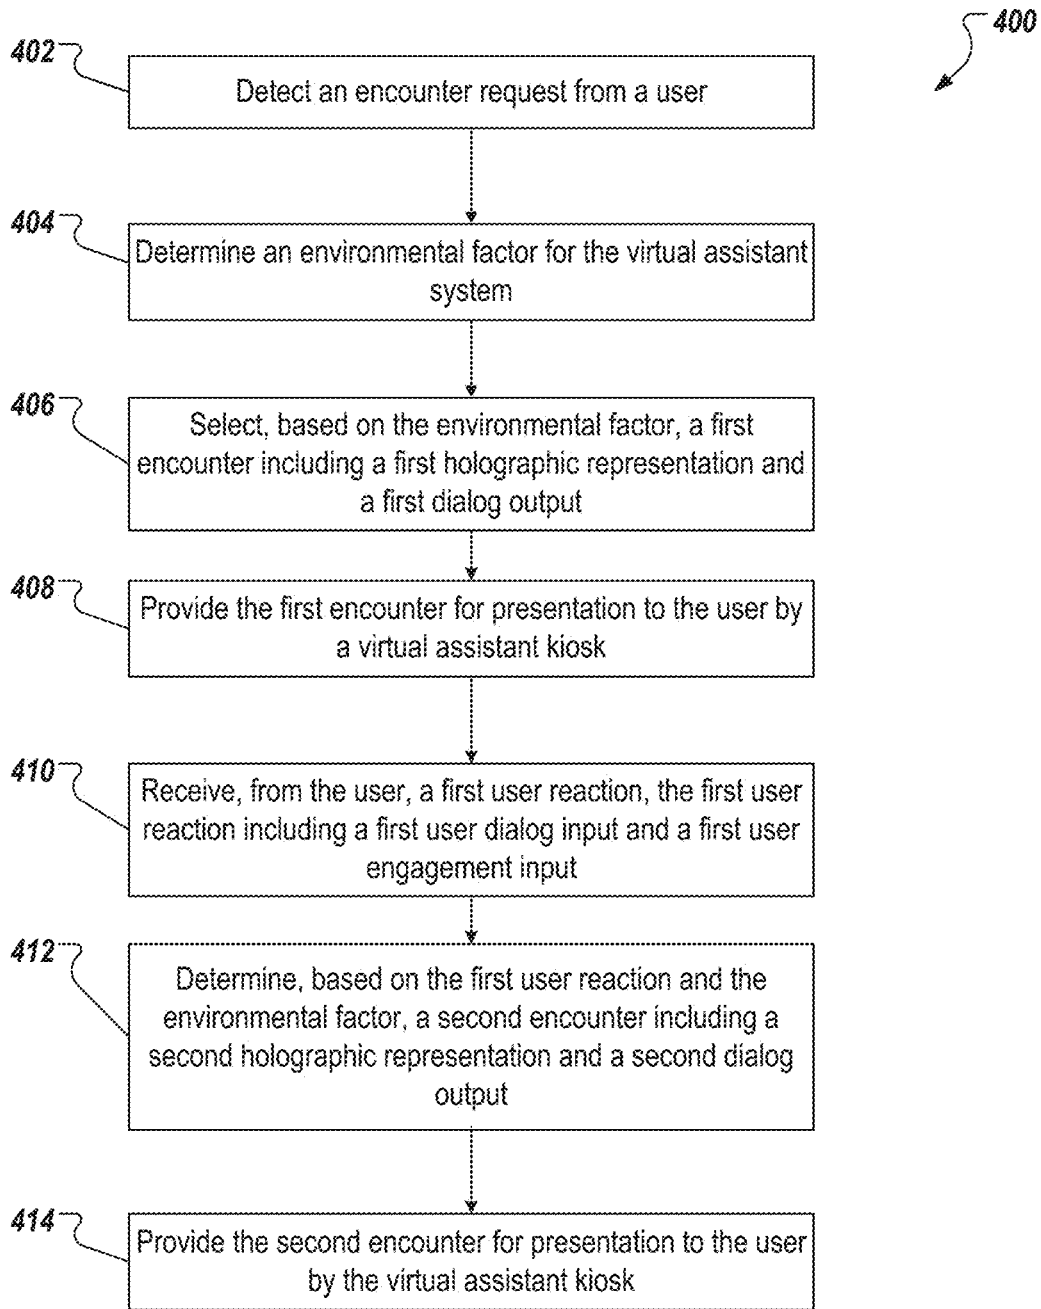 400
402
Detect an encounter request from a user
404
Determine an environmental factor for the virtual assistant
system
406
Select, based on the environmental factor, a first
encounter including a first holographic representation and
a first dialog output
408
Provide the first encounter for presentation to the user by
a virtual assistant kiosk
410
Receive, from the user, a first user reaction, the first user
reaction including a first user dialog input and a first user
engagement input
412
Determine, based on the first user reaction and the
environmental factor, a second encounter including a
second holographic representation and a second dialog
output
414
Provide the second encounter for presentation to the user
by the virtual assistant kiosk